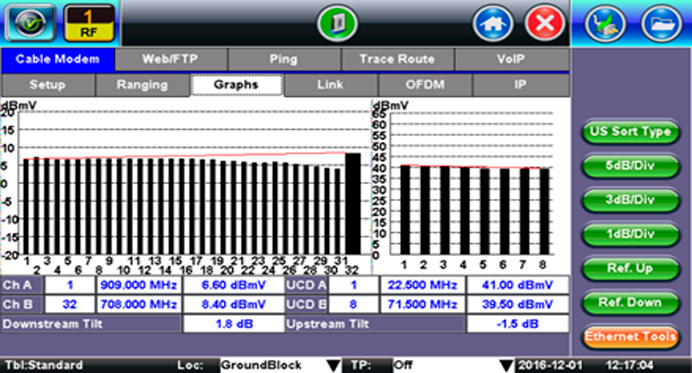 1
RF
Cable Modem Web/FTP Ping Trace Route VoIP
Setup Ranging Graphs Link OFDM IP
dBmV dBmV
20
15
10
5
0
-5
-10
-15
-20
65
60
55
50
45
40
35
30
25
20
15
10
5
0
1 3 5 7 9 11 13 15 17 19 21 23 25 27 29 31
2 4 6 8 10 12 14 16 18 20 22 24 26 28 30 32
1 2 3 4 5 6 7 8
Ch A 1 909.000 MHz 6.60 dBmV UCD A 1 22.500 MHz 41.00 dBmV
Ch B 32 708.000 MHz 8.40 dBmV UCD B 8 71.500 MHz 39.50 dBmV
Downstream Tilt 1.8 dB Upstream Tilt -1.5 dB
US Sort Type
5dB/Div
3dB/Div
1dB/Div
Ref. Up
Ref. Down
Ethernet Tools
Tbl:Standard Loc: GroundBlock TP: Off 2016-12-01 12:17:04